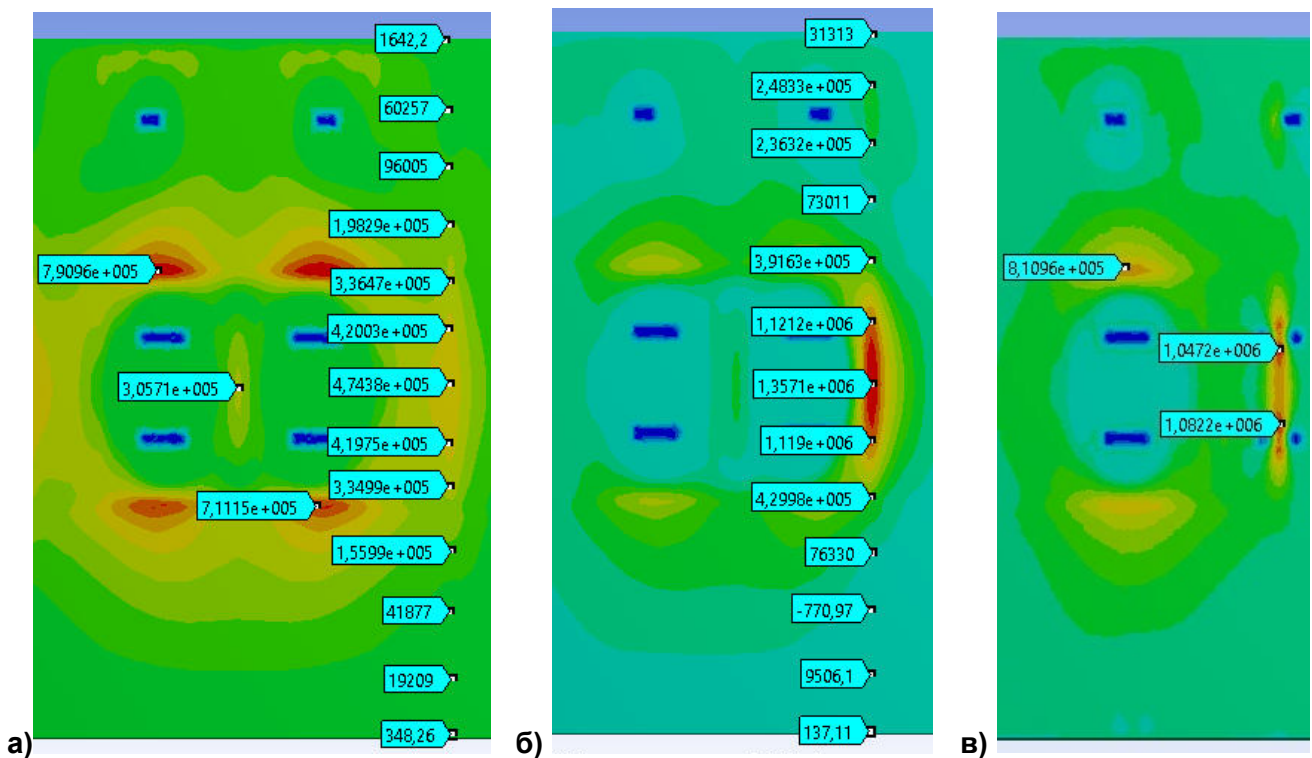 1642,2
60257
96005
1,9829e+005
7,9096e+005
3,3647e+005
4,2003e+005
3,0571e+005
4,7438e+005
4,1975e+005
3,3499e+005
7,1115e+005
1,5599e+005
41877
19209
348,26
а)
31313
2,4833e+005
2,3632e+005
73011
3,9163e+005
1,1212e+006
1,3571e+006
1,119e+006
4,2998e+005
76330
-770,97
9506,1
137,11
б)
8,1096e+005
1,0472e+006
1,0822e+006
в)